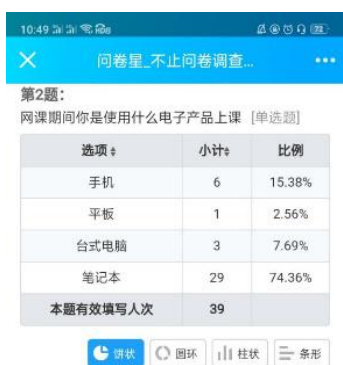 10:49
问卷星_不止问卷调查...
第2题：
网课期间你是使用什么电子产品上课 [单选题]
选项 小计 比例
手机 6 15.38%
平板 1 2.56%
台式电脑 3 7.69%
笔记本 29 74.36%
本题有效填写人次 39
饼状 圆环 柱状 条形